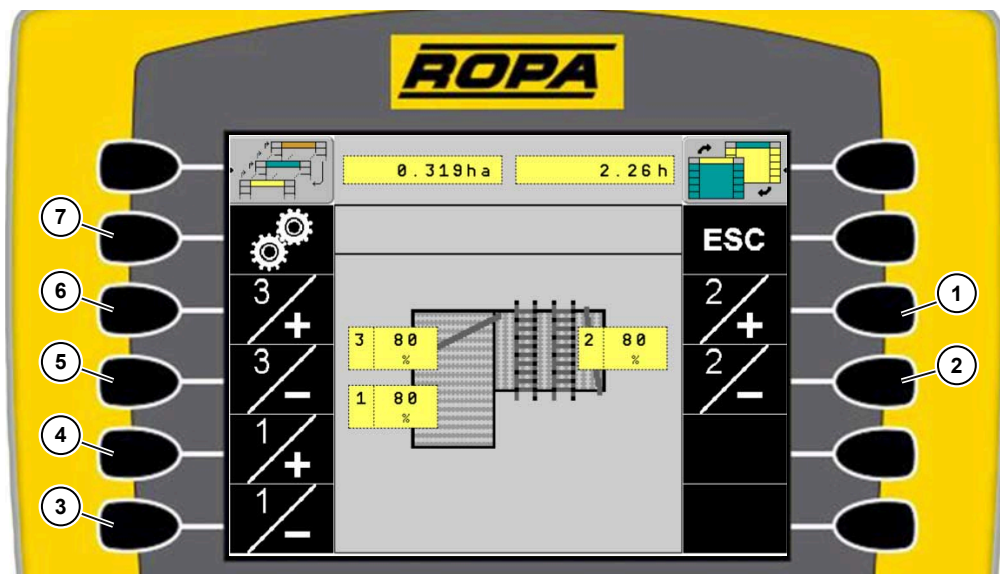 ROPA
0.319ha 2.26h
ESC
7
3/+ 2/+
6 1
3 80 %
2 80 %
3/- 2/-
5 2
1 80 %
1/+
4
1/-
3